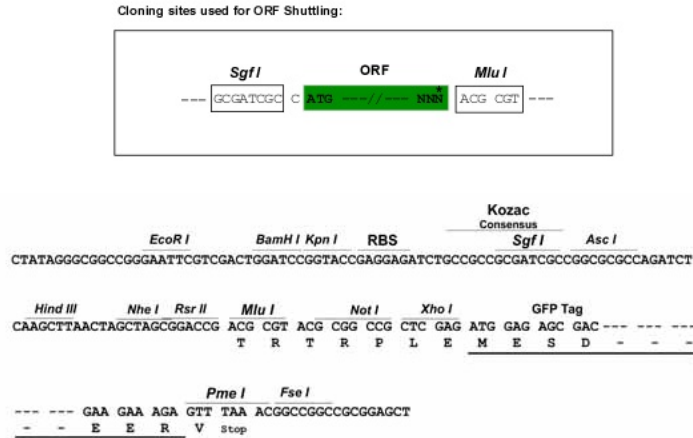 Cloning sites used for ORF Shuttling:
Sgf I ORF Mlu I
--- GCGATCGC C ATG ---//--- NNN* ACG CGT ---
Kozac
Consensus
EcoR I BamH I Kpn I RBS Sgf I Asc I
CTATAGGGCGGCCGGGAATTCGTCGACTGGATCCGGTACCGAGGAGATCTGCCGCCGCGATCGCCGGCGCGCCAGATCT
Hind III Nhe I Rsr II Mlu I Not I Xho I GFP Tag
CAAGCTTAACTAGCTAGCGGACCG ACG CGT ACG CGG CCG CTC GAG ATG GAG AGC GAC--- --- ---
T R T R P L E M E S D - - -
Pme I Fse I
--- --- GAA GAA AGA GTT TAA ACGGCCGGCCGCGGAGCT
- - E E R V Stop